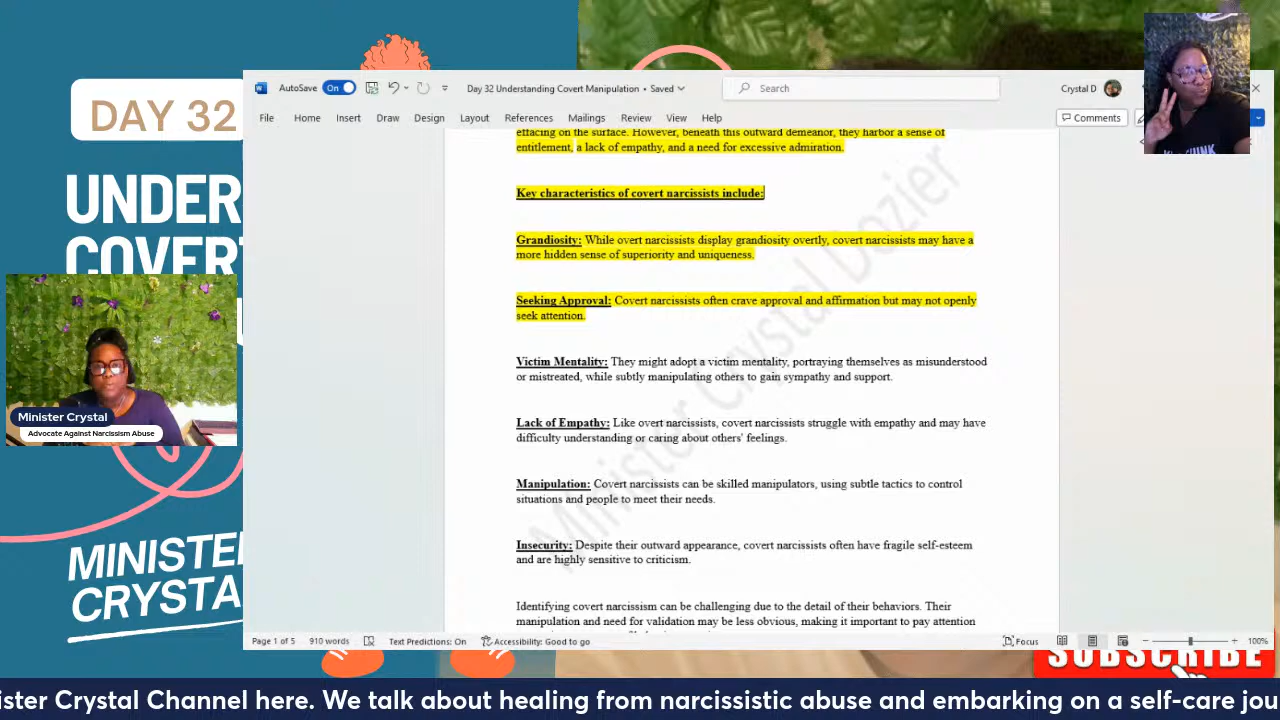 DAY 32
UNDER
COVERT
MINISTE
CRYSTA
Minister Crystal
Advocate Against Narcissism Abuse
AutoSave On
Day 32 Understanding Covert Manipulation • Saved
Search
Crystal D
File Home Insert Draw Design Layout References Mailings Review View Help
Comments
effacing on the surface. However, beneath this outward demeanor, they harbor a sense of
entitlement, a lack of empathy, and a need for excessive admiration.
Key characteristics of covert narcissists include:
Grandiosity: While overt narcissists display grandiosity overtly, covert narcissists may have a
more hidden sense of superiority and uniqueness.
Seeking Approval: Covert narcissists often crave approval and affirmation but may not openly
seek attention.
Victim Mentality: They might adopt a victim mentality, portraying themselves as misunderstood
or mistreated, while subtly manipulating others to gain sympathy and support.
Lack of Empathy: Like overt narcissists, covert narcissists struggle with empathy and may have
difficulty understanding or caring about others' feelings.
Manipulation: Covert narcissists can be skilled manipulators, using subtle tactics to control
situations and people to meet their needs.
Insecurity: Despite their outward appearance, covert narcissists often have fragile self-esteem
and are highly sensitive to criticism.
Identifying covert narcissism can be challenging due to the detail of their behaviors. Their
manipulation and need for validation may be less obvious, making it important to pay attention
Minister Crystal Dozier
Page 1 of 5 910 words Text Predictions: On Accessibility: Good to go Focus 100%
SUBSCRIBE
ister Crystal Channel here. We talk about healing from narcissistic abuse and embarking on a self-care jou